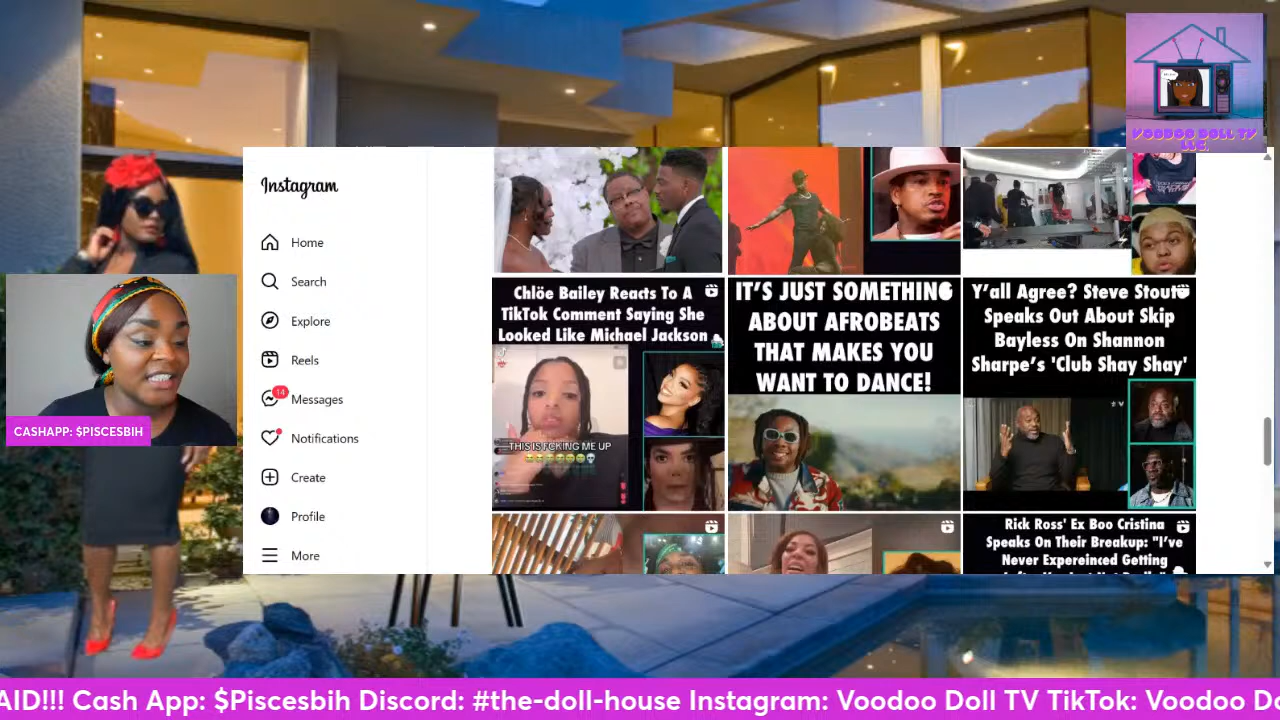 VOODOO DOLL TV
LLC.
Instagram
Home
Search
Explore
Reels
14
Messages
Notifications
Create
Profile
More
Chlöe Bailey Reacts To A
TikTok Comment Saying She
Looked Like Michael Jackson
THIS IS FCKING ME UP
IT'S JUST SOMETHING
ABOUT AFROBEATS
THAT MAKES YOU
WANT TO DANCE!
Y'all Agree? Steve Stoute
Speaks Out About Skip
Bayless On Shannon
Sharpe's 'Club Shay Shay'
Rick Ross' Ex Boo Cristina
Speaks On Their Breakup: "I've
Never Expereinced Getting
CASHAPP: $PISCESBIH
AID!!! Cash App: $Piscesbih Discord: #the-doll-house Instagram: Voodoo Doll TV TikTok: Voodoo Do